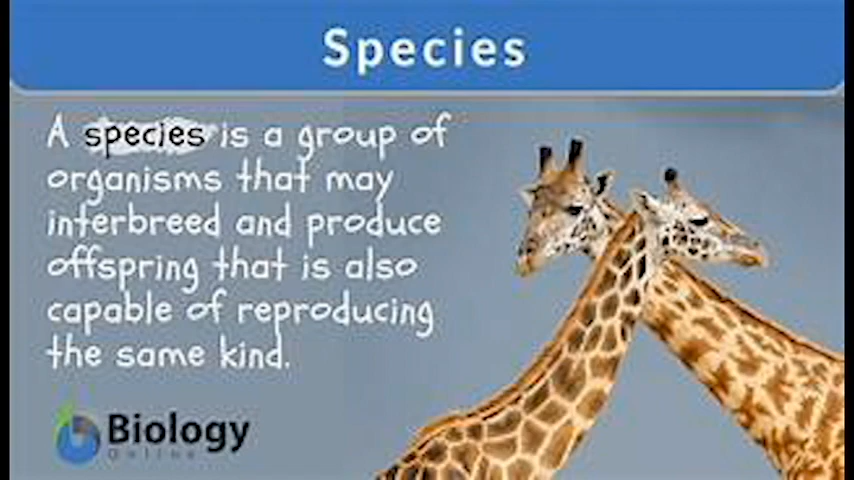 Species
A species is a group of
organisms that may
interbreed and produce
offspring that is also
capable of reproducing
the same kind.
Biology
Online